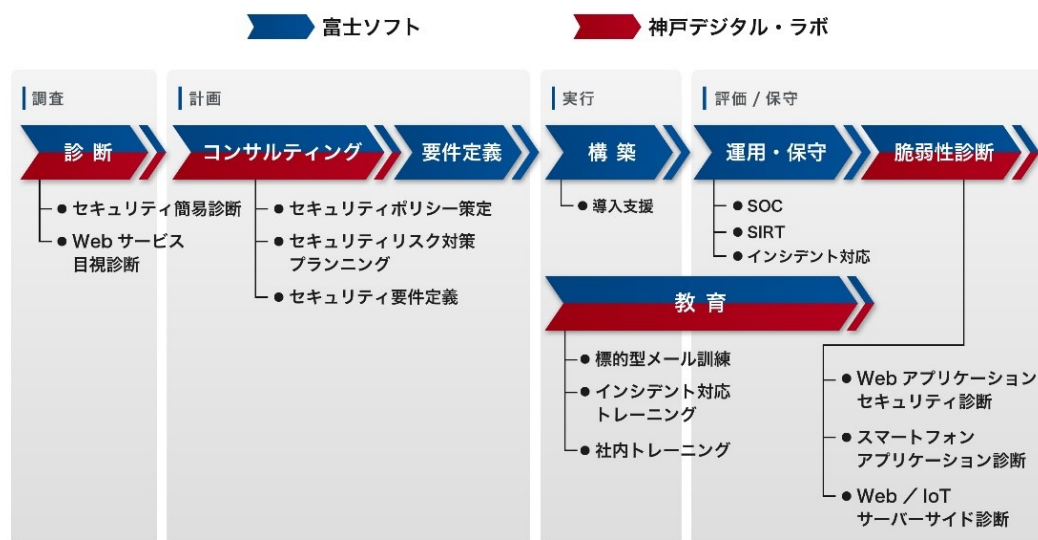 富士ソフト
神戸デジタル・ラボ
調査
診断
● セキュリティ簡易診断
● Web サービス
目視診断
計画
コンサルティング
要件定義
● セキュリティポリシー策定
● セキュリティリスク対策
プランニング
● セキュリティ要件定義
実行
構築
● 導入支援
評価 / 保守
運用・保守
● SOC
● SIRT
● インシデント対応
脆弱性診断
教育
● 標的型メール訓練
● インシデント対応
トレーニング
● 社内トレーニング
● Web アプリケーション
セキュリティ診断
● スマートフォン
アプリケーション診断
● Web ／ IoT
サーバーサイド診断